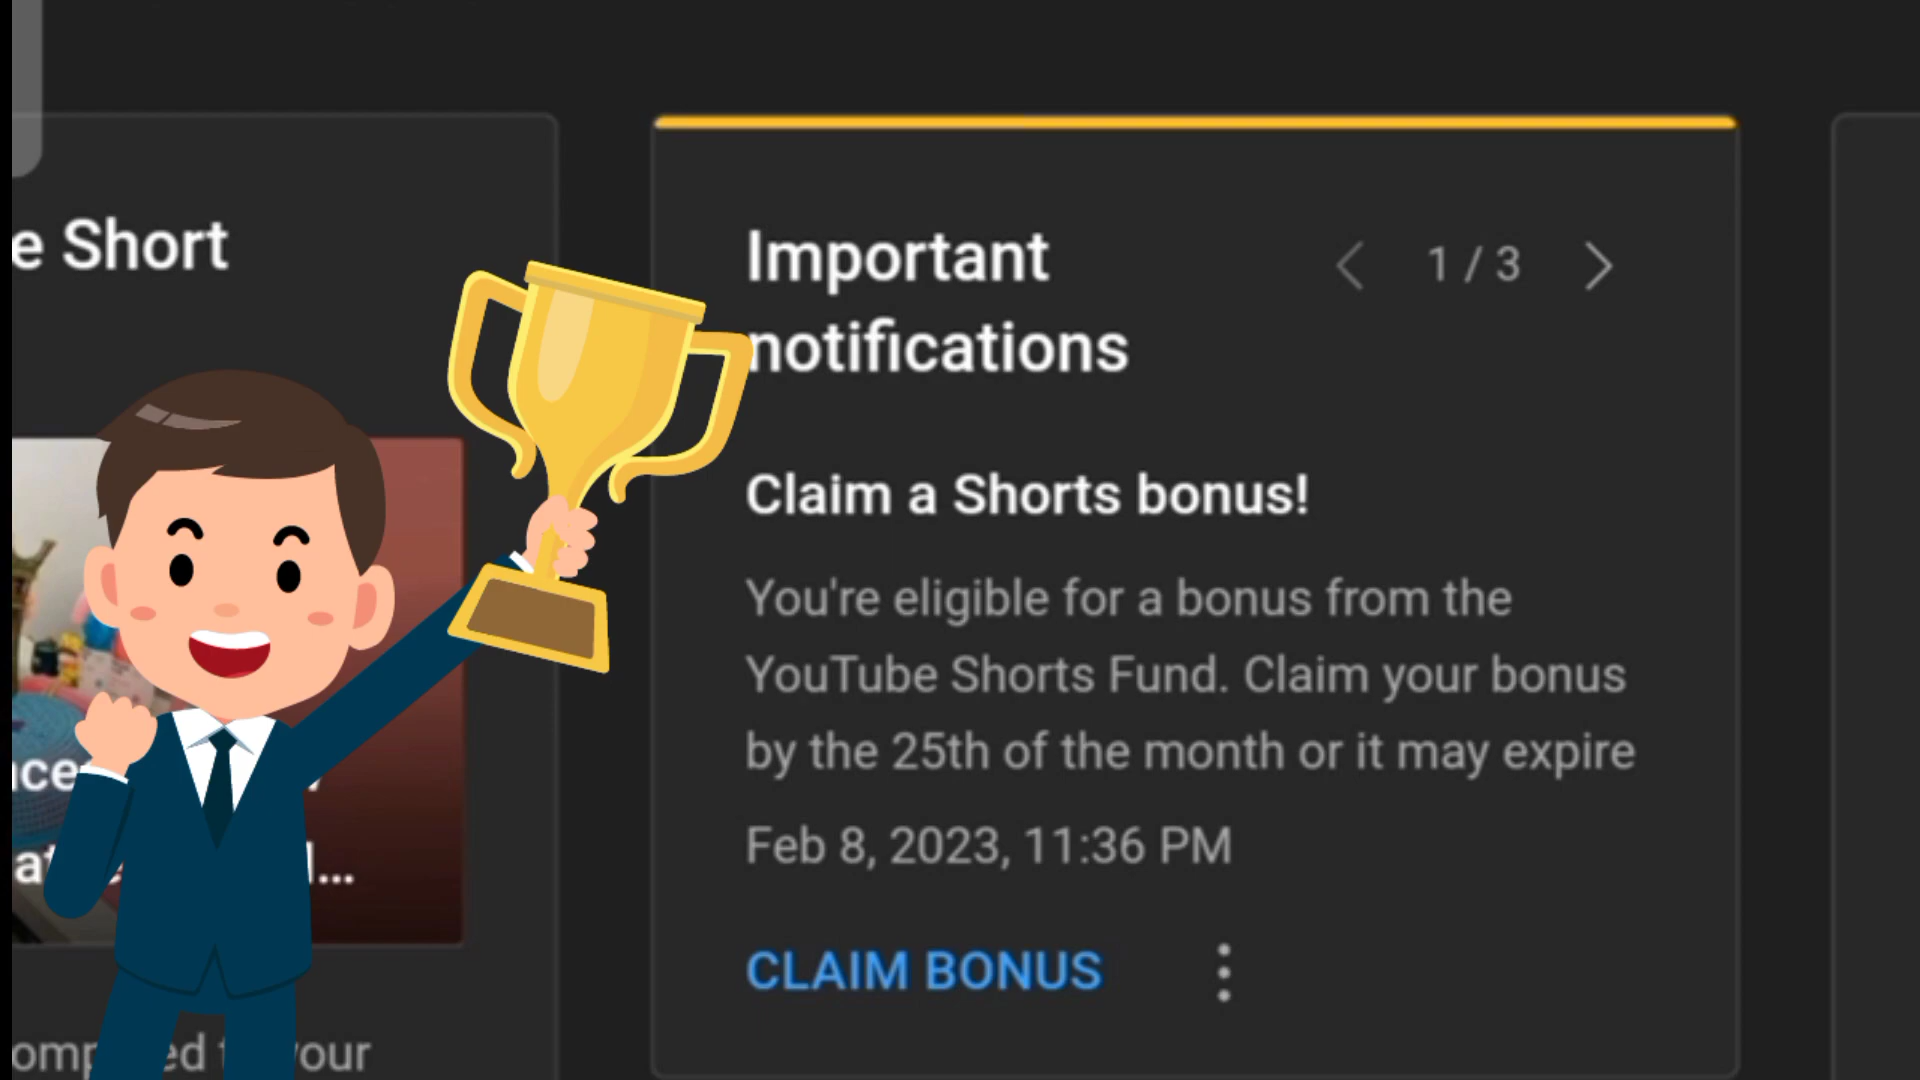 e Short
Important
notifications
1 / 3
Claim a Shorts bonus!
You're eligible for a bonus from the
YouTube Shorts Fund. Claim your bonus
by the 25th of the month or it may expire
Feb 8, 2023, 11:36 PM
CLAIM BONUS
your